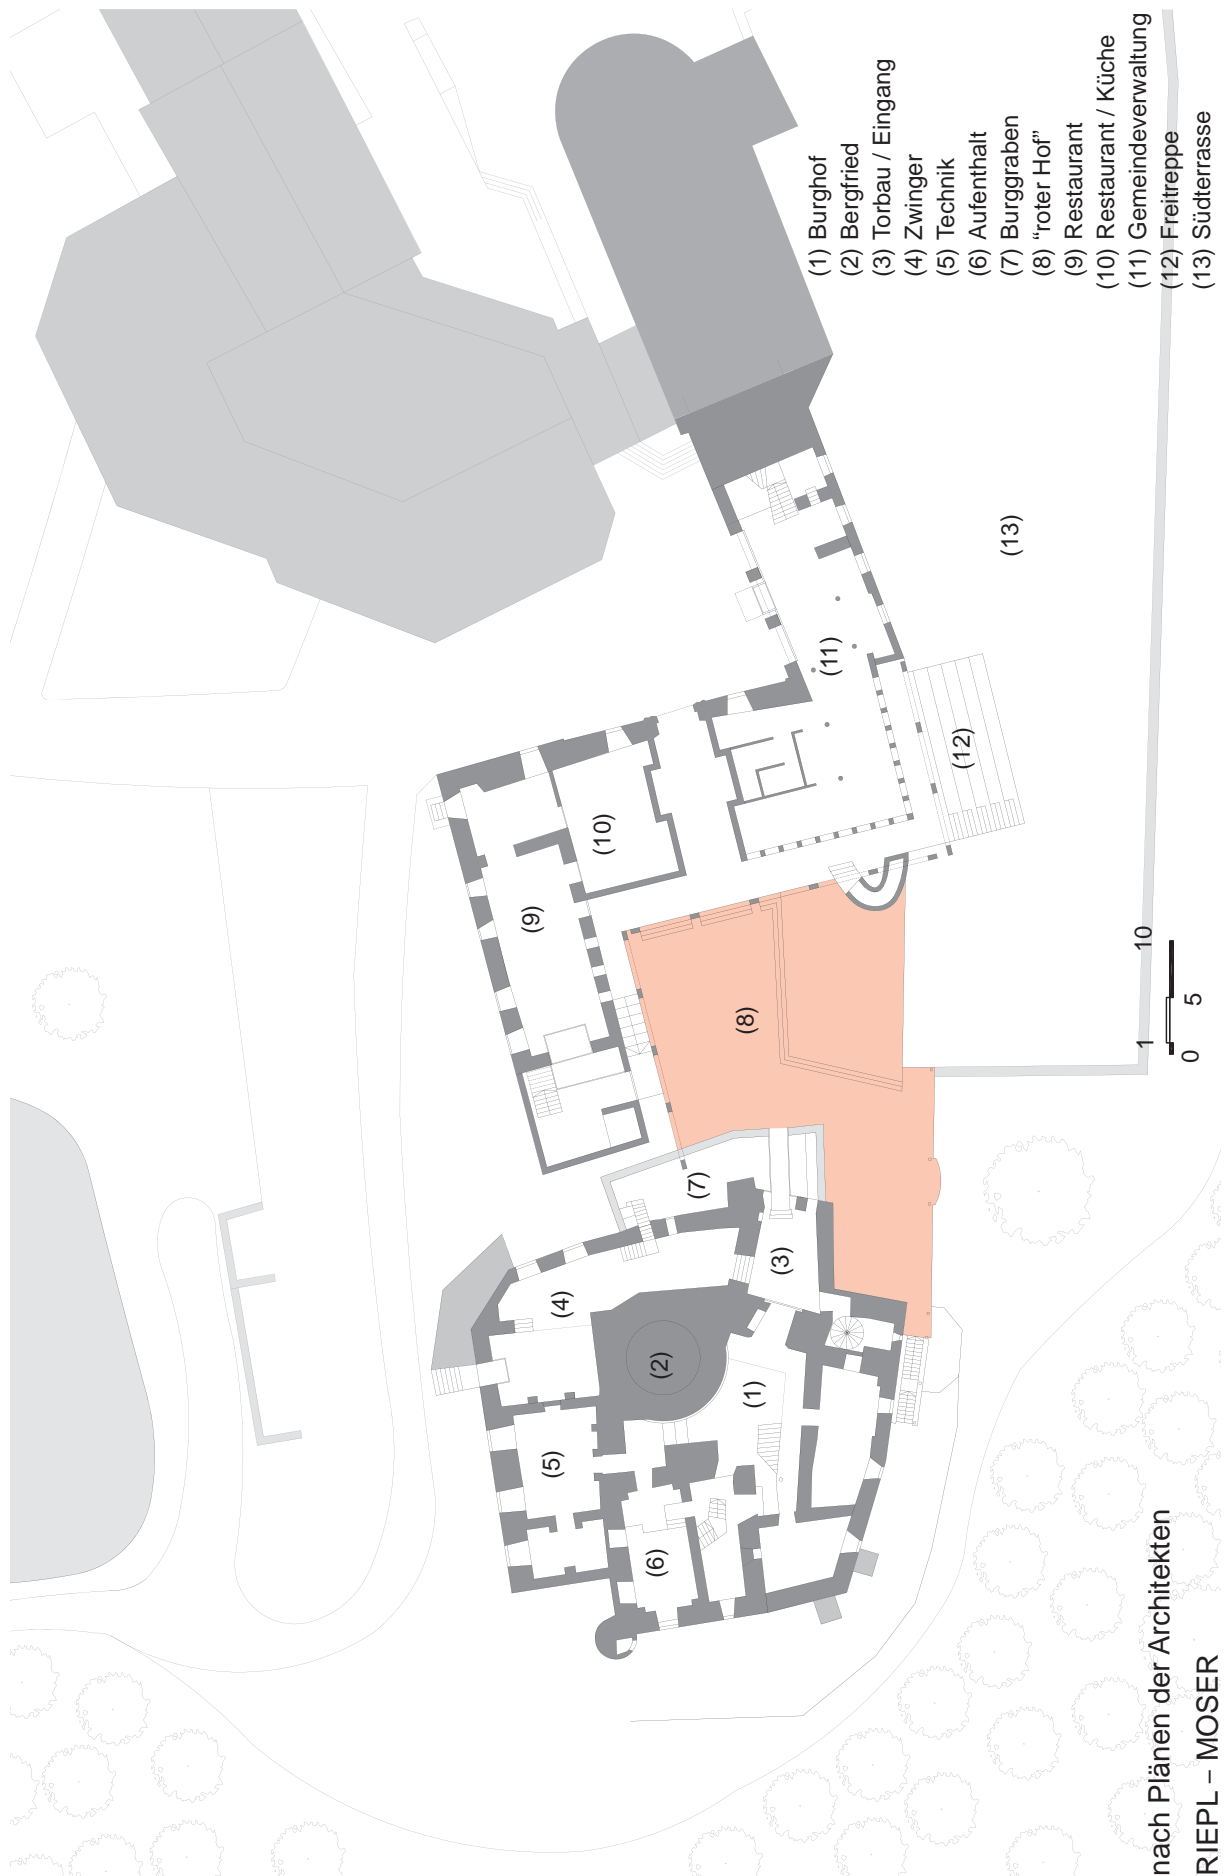 (1) Burghof
(2) Bergfried
(3) Torbau / Eingang
(4) Zwinger
(5) Technik
(6) Aufenthalt
(7) Burggraben
(8) “roter Hof”
(9) Restaurant
(10) Restaurant / Küche
(11) Gemeindeverwaltung
(12) Freitreppe
(13) Südterrasse
(5)
(4)
(9)
(10)
(6)
(2)
(7)
(1)
(3)
(8)
(11)
(12)
(13)
1 10
0 5
nach Plänen der Architekten
RIEPL – MOSER